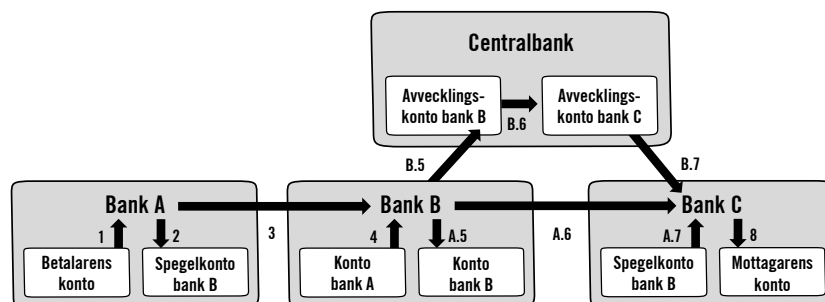 Centralbank
Avvecklings-
konto bank B
B.6
Avvecklings-
konto bank C
B.5
B.7
Bank A
1
2
Betalarens
konto
Spegelkonto
bank B
3
Bank B
4
A.5
Konto
bank A
Konto
bank B
A.6
Bank C
A.7
8
Spegelkonto
bank B
Mottagarens
konto